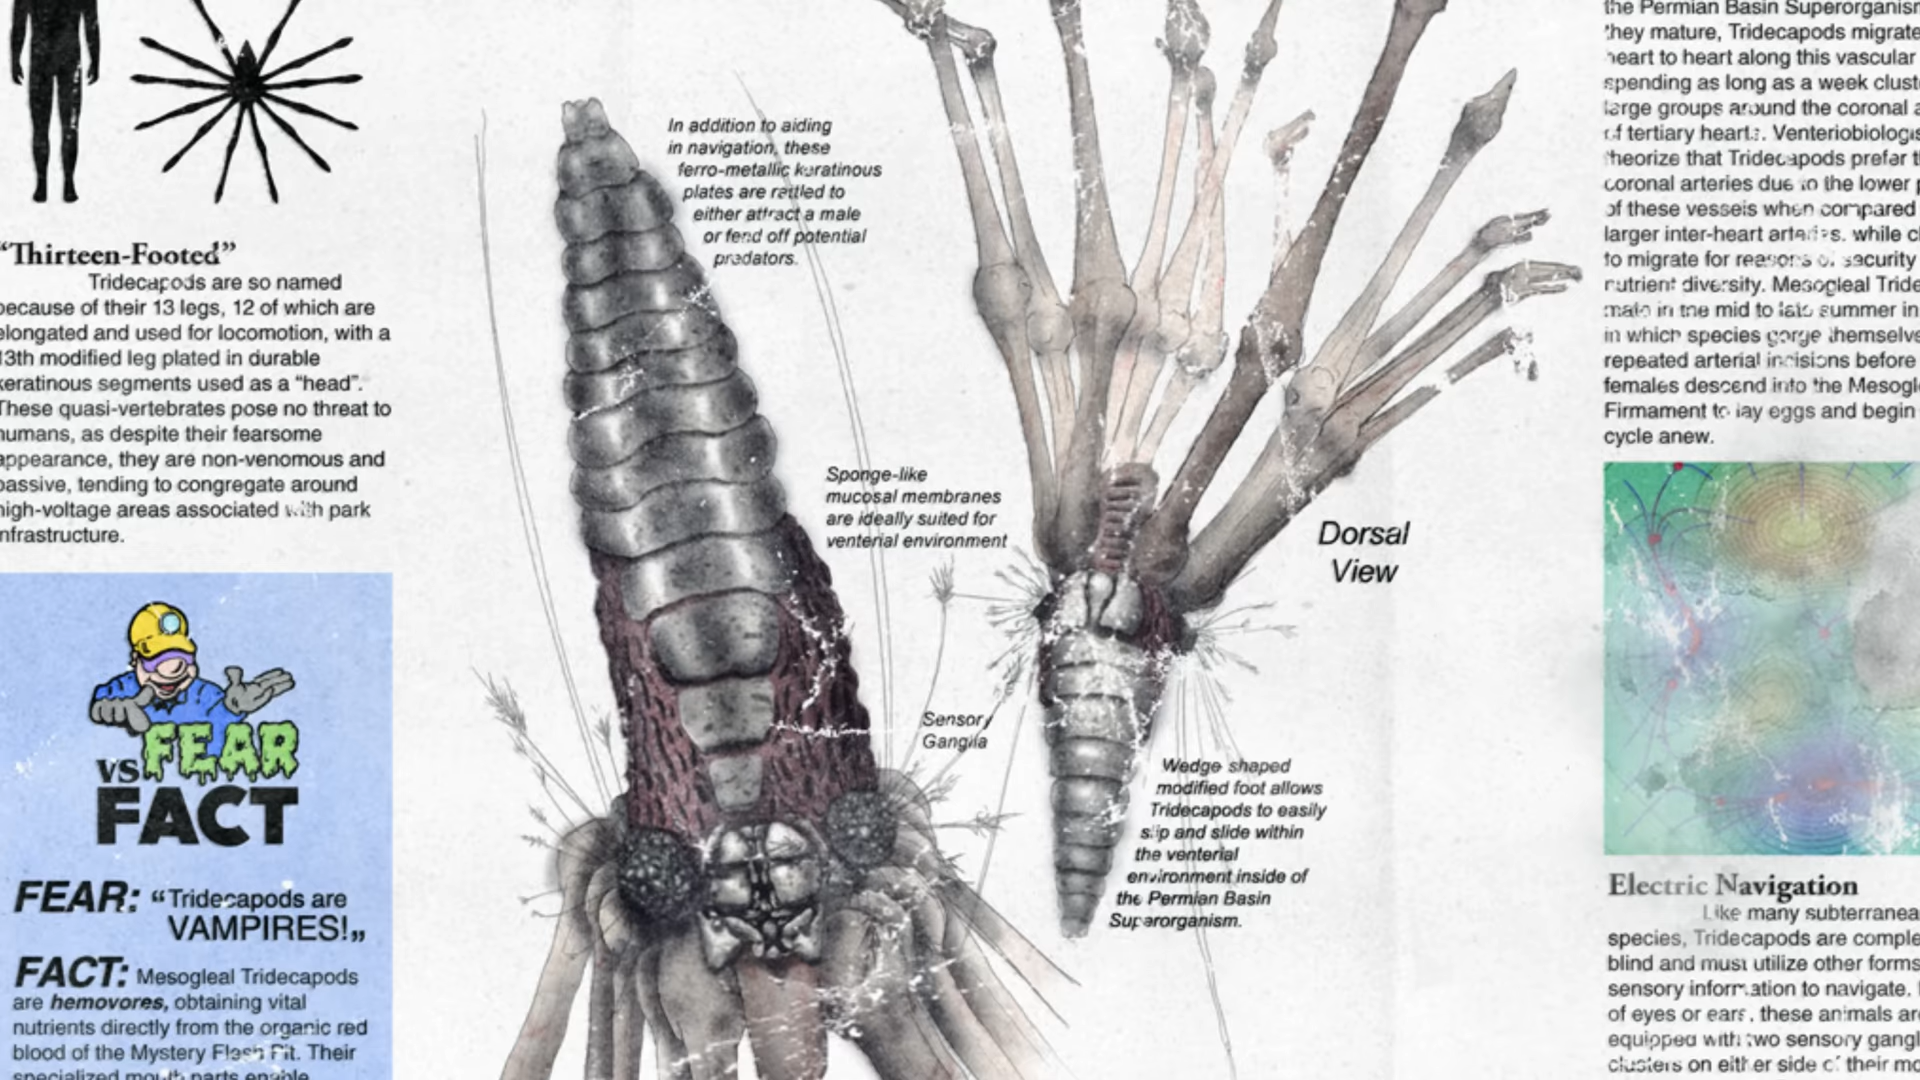 "Thirteen-Footed"
Tridecapods are so named
because of their 13 legs, 12 of which are
elongated and used for locomotion, with a
13th modified leg plated in durable
keratinous segments used as a "head".
These quasi-vertebrates pose no threat to
humans, as despite their fearsome
appearance, they are non-venomous and
passive, tending to congregate around
high-voltage areas associated with park
infrastructure.
FEAR
VS
FACT
FEAR: "Tridecapods are
VAMPIRES!„
FACT: Mesogleal Tridecapods
are hemovores, obtaining vital
nutrients directly from the organic red
blood of the Mystery Flesh Pit. Their
specialized mouth parts enable
In addition to aiding
in navigation, these
ferro-metallic keratinous
plates are rattled to
either attract a male
or fend off potential
predators.
Sponge-like
mucosal membranes
are ideally suited for
venterial environment
Sensory
Ganglia
Dorsal
View
Wedge shaped
modified foot allows
Tridecapods to easily
slip and slide within
the venterial
environment inside of
the Permian Basin
Superorganism.
the Permian Basin Superorganism
they mature, Tridecapods migrate
heart to heart along this vascular
spending as long as a week
large groups around the coronal
of tertiary hearts. Venteriobiologis
theorize that Tridecapods prefer
coronal arteries due to the lower
of these vessels when compared
larger inter-heart arteries. while
to migrate for reasons of security
nutrient diversity. Mesogleal Tride
mate in the mid to late summer in
in which species gorge themselve
repeated arterial incisions before
females descend into the Mesogle
Firmament to lay eggs and begin
cycle anew.
Electric Navigation
Like many subterranea
species, Tridecapods are comple
blind and must utilize other forms
sensory information to navigate.
of eyes or ears, these animals are
equipped with two sensory gangl
clusters on either side of their mo